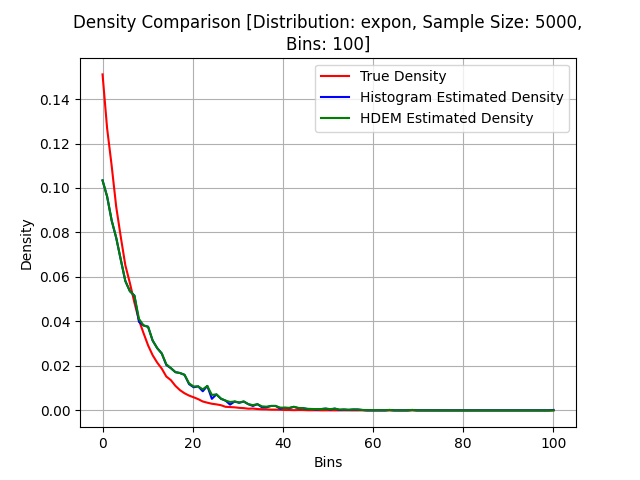 Density Comparison [Distribution: expon, Sample Size: 5000,
Bins: 100]
True Density
Histogram Estimated Density
HDEM Estimated Density
Density
0.14
0.12
0.10
0.08
0.06
0.04
0.02
0.00
0 20 40 60 80 100
Bins